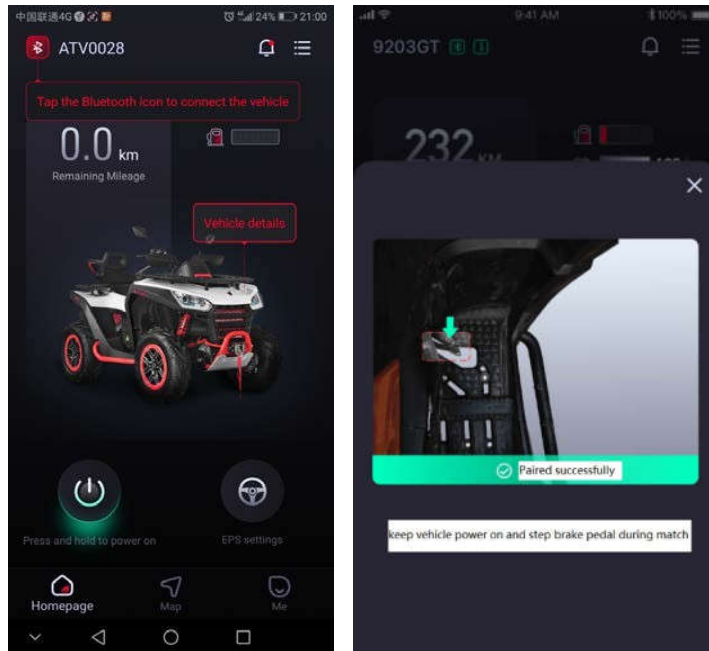 中国联通4G
24%
21:00
ATV0028
Tap the Bluetooth icon to connect the vehicle
0.0 km
Remaining Mileage
Vehicle details
Press and hold to power on
EPS settings
Homepage
Map
Me
9:41 AM
100%
9203GT
232 KM
Paired successfully
keep vehicle power on and step brake pedal during match